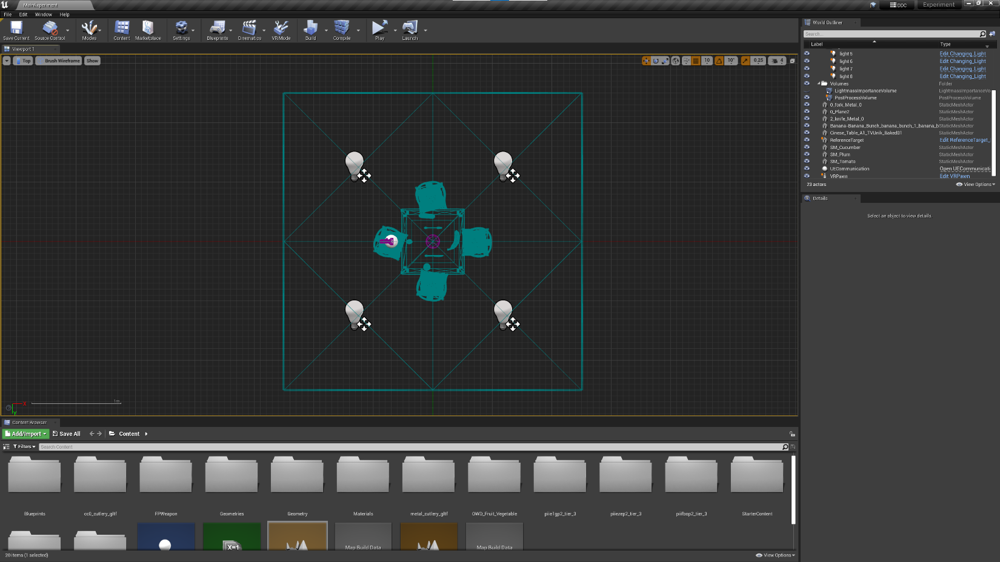 MainExperiment
DDC
Experiment
File Edit Window Help
Save Current Source Control Modes Content Marketplace Settings Blueprints Cinematics VR Mode Build Compile Play Launch
Viewport 1
Top Brush Wireframe Show
10 10° 0.25 4
X
Y
1m
World Outliner
Search...
Label Type
light 5 Edit Changing_Light
light 6 Edit Changing_Light
light 7 Edit Changing_Light
light 8 Edit Changing_Light
Volumes Folder
LightmassImportanceVolume LightmassImportanceVo
PostProcessVolume PostProcessVolume
0_fork_Metal_0 StaticMeshActor
0_Plane2 StaticMeshActor
2_knife_Metal_0 StaticMeshActor
Banana-Banana_Bunch_banana_bunch_1_banana_b StaticMeshActor
Cinese_Table_A1_TVUnik_Baked01 StaticMeshActor
ReferenceTarget Edit ReferenceTarget_
SM_Cucumber StaticMeshActor
SM_Plum StaticMeshActor
SM_Tomato StaticMeshActor
UECommunication Open UECommunicati
VRPawn Edit VRPawn
23 actors View Options
Details
Select an object to view details.
Content Browser
Add/Import Save All Content
Filters Search Content
Blueprints cc0_cutlery_gltf FPWeapon Geometries Geometry Materials metal_cutlery_gltf OWD_Fruit_Vegetable piie1gp2_tier_3 piiezep2_tier_3 piifbop2_tier_3 StarterContent
X=1 Map Build Data Map Build Data
20 items (1 selected) View Options